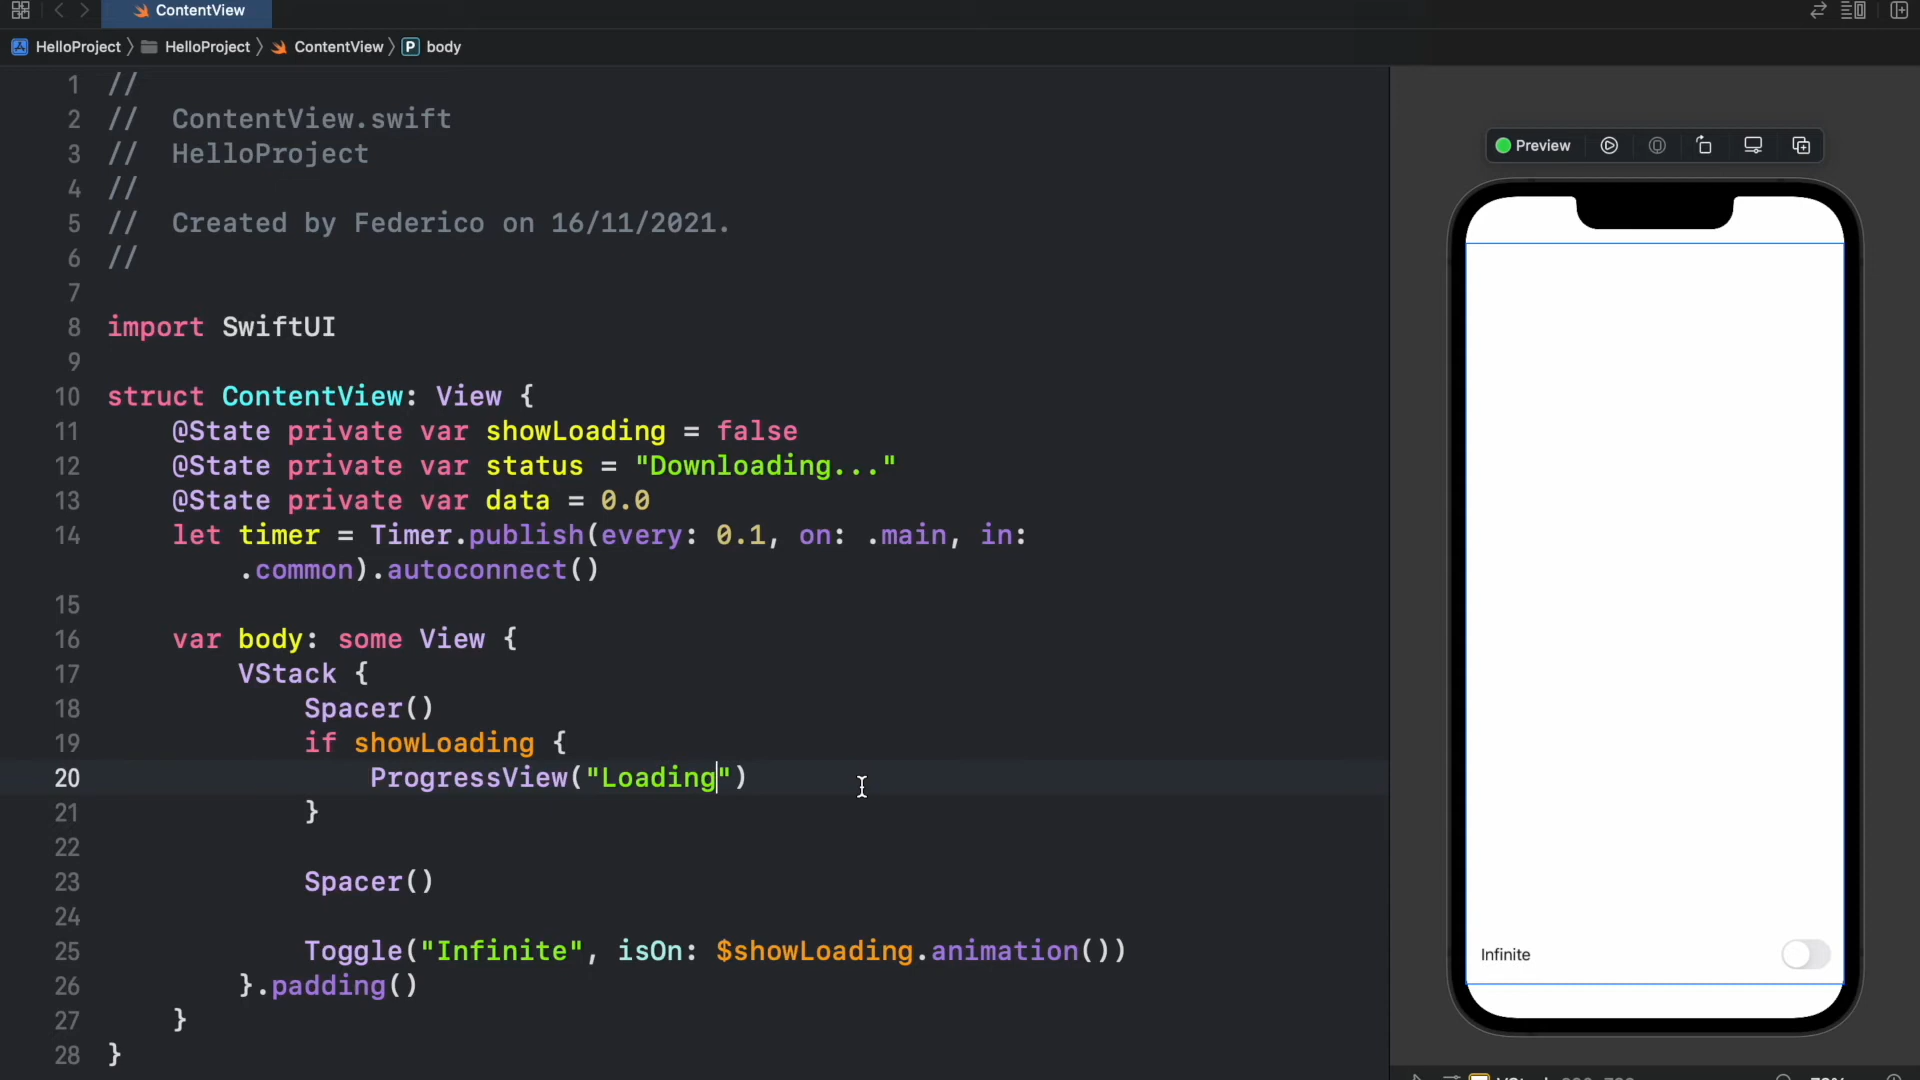 ContentView
HelloProject 〉 HelloProject 〉 ContentView 〉 P body
1 //
2 //  ContentView.swift
3 //  HelloProject
4 //
5 //  Created by Federico on 16/11/2021.
6 //
7
8 import SwiftUI
9
10 struct ContentView: View {
11     @State private var showLoading = false
12     @State private var status = "Downloading..."
13     @State private var data = 0.0
14     let timer = Timer.publish(every: 0.1, on: .main, in:
        .common).autoconnect()
15
16     var body: some View {
17         VStack {
18             Spacer()
19             if showLoading {
20                 ProgressView("Loading")
21             }
22
23             Spacer()
24
25             Toggle("Infinite", isOn: $showLoading.animation())
26         }.padding()
27     }
28 }
Preview
Infinite